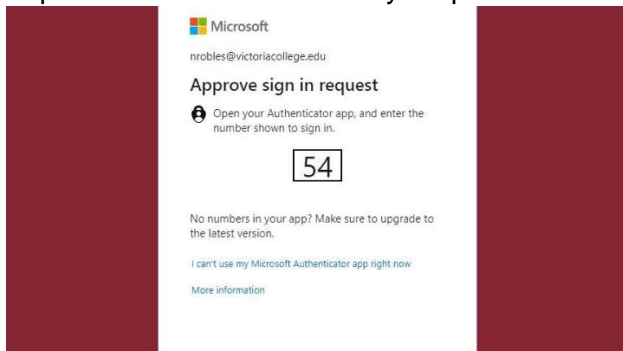 Microsoft
nrobles@victoriacollege.edu
Approve sign in request
Open your Authenticator app, and enter the
number shown to sign in.
54
No numbers in your app? Make sure to upgrade to
the latest version.
I can't use my Microsoft Authenticator app right now
More information